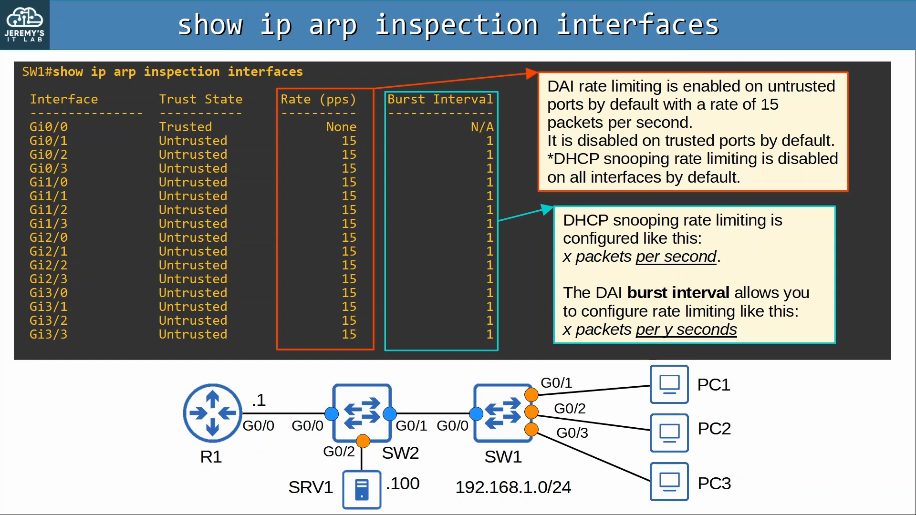 JEREMY'S
IT LAB
show ip arp inspection interfaces
SW1#show ip arp inspection interfaces
Interface Trust State Rate (pps) Burst Interval
--------------- ----------- ---------- --------------
Gi0/0 Trusted None N/A
Gi0/1 Untrusted 15 1
Gi0/2 Untrusted 15 1
Gi0/3 Untrusted 15 1
Gi1/0 Untrusted 15 1
Gi1/1 Untrusted 15 1
Gi1/2 Untrusted 15 1
Gi1/3 Untrusted 15 1
Gi2/0 Untrusted 15 1
Gi2/1 Untrusted 15 1
Gi2/2 Untrusted 15 1
Gi2/3 Untrusted 15 1
Gi3/0 Untrusted 15 1
Gi3/1 Untrusted 15 1
Gi3/2 Untrusted 15 1
Gi3/3 Untrusted 15 1
DAI rate limiting is enabled on untrusted
ports by default with a rate of 15
packets per second.
It is disabled on trusted ports by default.
*DHCP snooping rate limiting is disabled
on all interfaces by default.
DHCP snooping rate limiting is
configured like this:
x packets per second.
The DAI burst interval allows you
to configure rate limiting like this:
x packets per y seconds
.1
G0/0
R1
G0/0
G0/1
G0/2
SW2
SRV1
.100
G0/0
SW1
G0/1
G0/2
G0/3
PC1
PC2
PC3
192.168.1.0/24